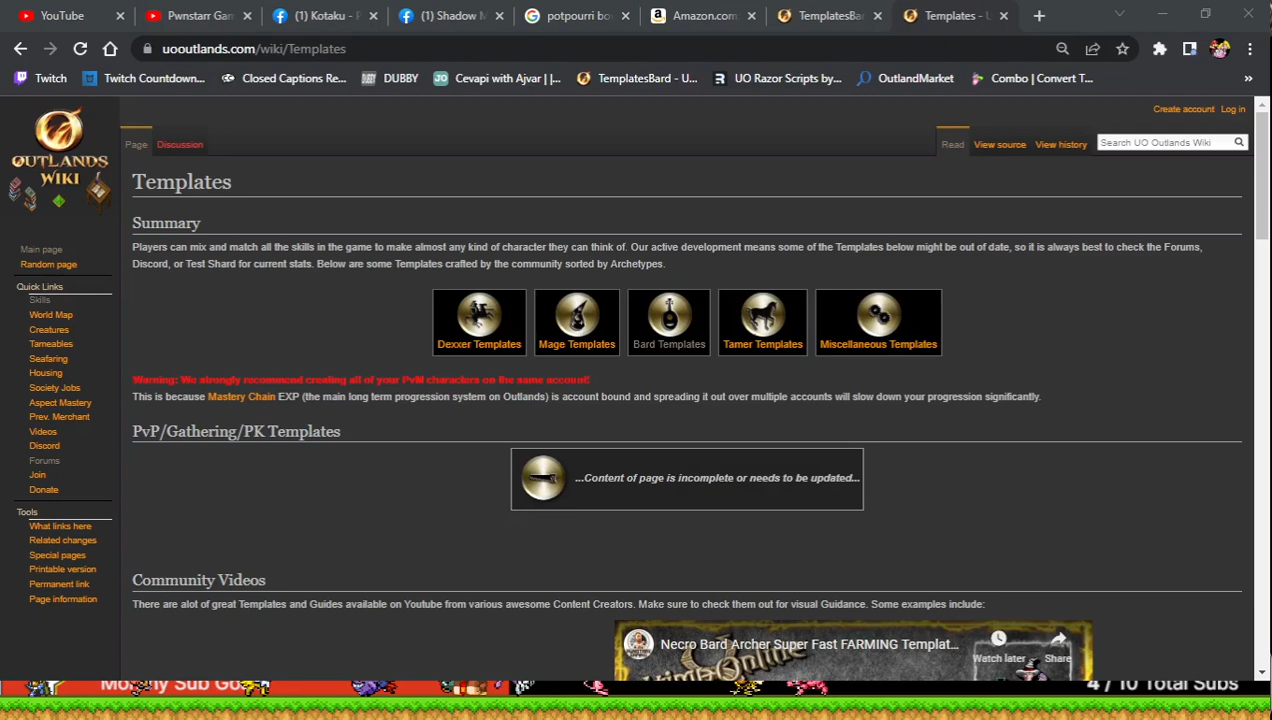 YouTube
Pwnstarr Gan
(1) Kotaku - P
(1) Shadow M
potpourri bo
Amazon.com:
TemplatesBar
Templates - U
uooutlands.com/wiki/Templates
Twitch
Twitch Countdown...
Closed Captions Re...
DUBBY
Cevapi with Ajvar | |...
TemplatesBard - U...
UO Razor Scripts by...
OutlandMarket
Combo | Convert T...
»
Create account
Log in
OUTLANDS
WIKI
Page
Discussion
Read
View source
View history
Search UO Outlands Wiki
Templates
Summary
Players can mix and match all the skills in the game to make almost any kind of character they can think of. Our active development means some of the Templates below might be out of date, so it is always best to check the Forums,
Discord, or Test Shard for current stats. Below are some Templates crafted by the community sorted by Archetypes.
Dexxer Templates
Mage Templates
Bard Templates
Tamer Templates
Miscellaneous Templates
Warning: We strongly recommend creating all of your PvM characters on the same account!
This is because Mastery Chain EXP (the main long term progression system on Outlands) is account bound and spreading it out over multiple accounts will slow down your progression significantly.
PvP/Gathering/PK Templates
...Content of page is incomplete or needs to be updated...
Community Videos
There are alot of great Templates and Guides available on Youtube from various awesome Content Creators. Make sure to check them out for visual Guidance. Some examples include:
Necro Bard Archer Super Fast FARMING Templat...
Watch later
Share
Main page
Random page
Quick Links
Skills
World Map
Creatures
Tameables
Seafaring
Housing
Society Jobs
Aspect Mastery
Prev. Merchant
Videos
Discord
Forums
Join
Donate
Tools
What links here
Related changes
Special pages
Printable version
Permanent link
Page information
Sub Go
4 / 10 Total Subs